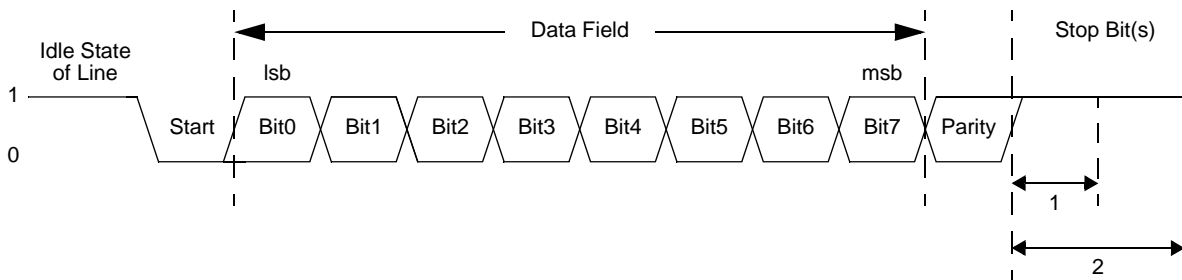 Data Field
Stop Bit(s)
Idle State
of Line
lsb
msb
1
Start
Bit0
Bit1
Bit2
Bit3
Bit4
Bit5
Bit6
Bit7
Parity
0
1
2